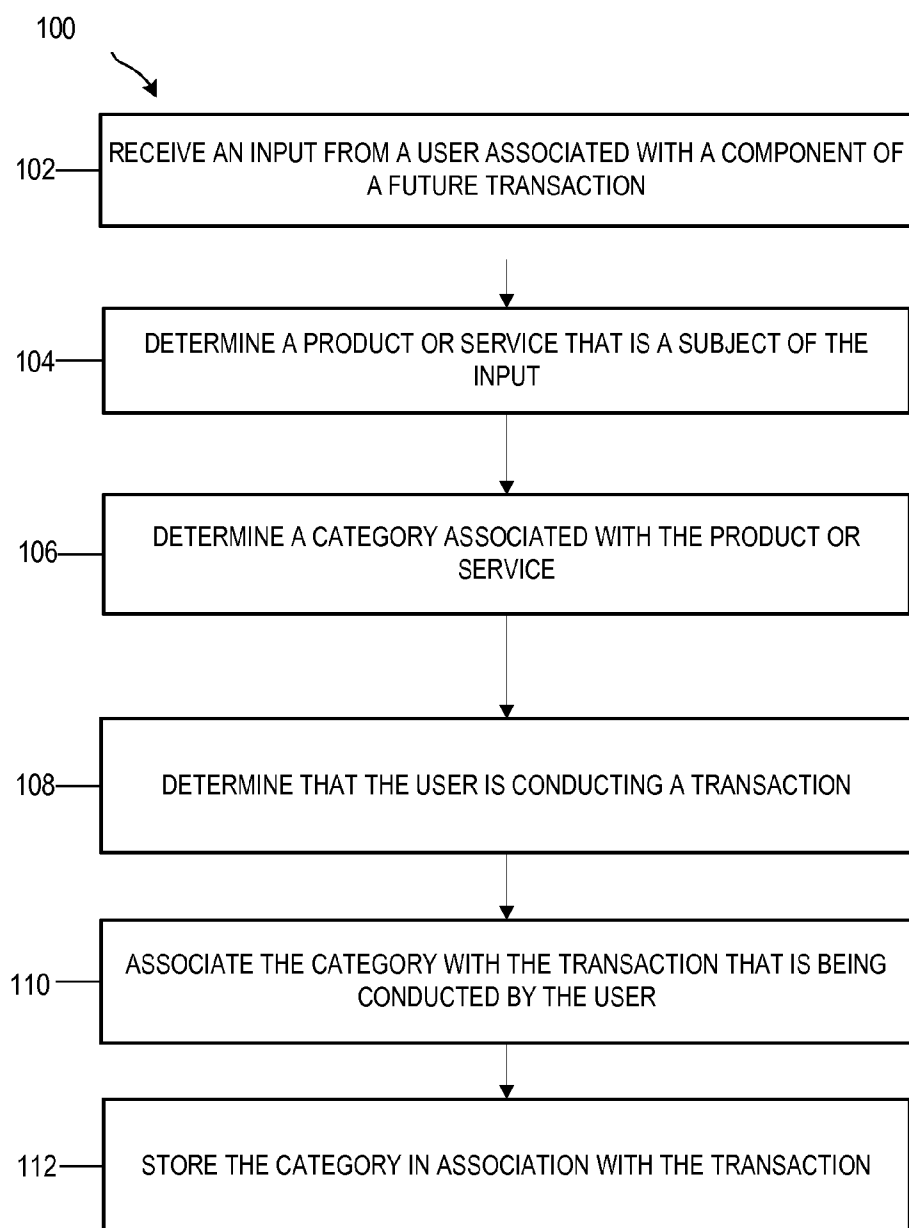 100
102
RECEIVE AN INPUT FROM A USER ASSOCIATED WITH A COMPONENT OF
A FUTURE TRANSACTION
104
DETERMINE A PRODUCT OR SERVICE THAT IS A SUBJECT OF THE
INPUT
106
DETERMINE A CATEGORY ASSOCIATED WITH THE PRODUCT OR
SERVICE
108
DETERMINE THAT THE USER IS CONDUCTING A TRANSACTION
110
ASSOCIATE THE CATEGORY WITH THE TRANSACTION THAT IS BEING
CONDUCTED BY THE USER
112
STORE THE CATEGORY IN ASSOCIATION WITH THE TRANSACTION